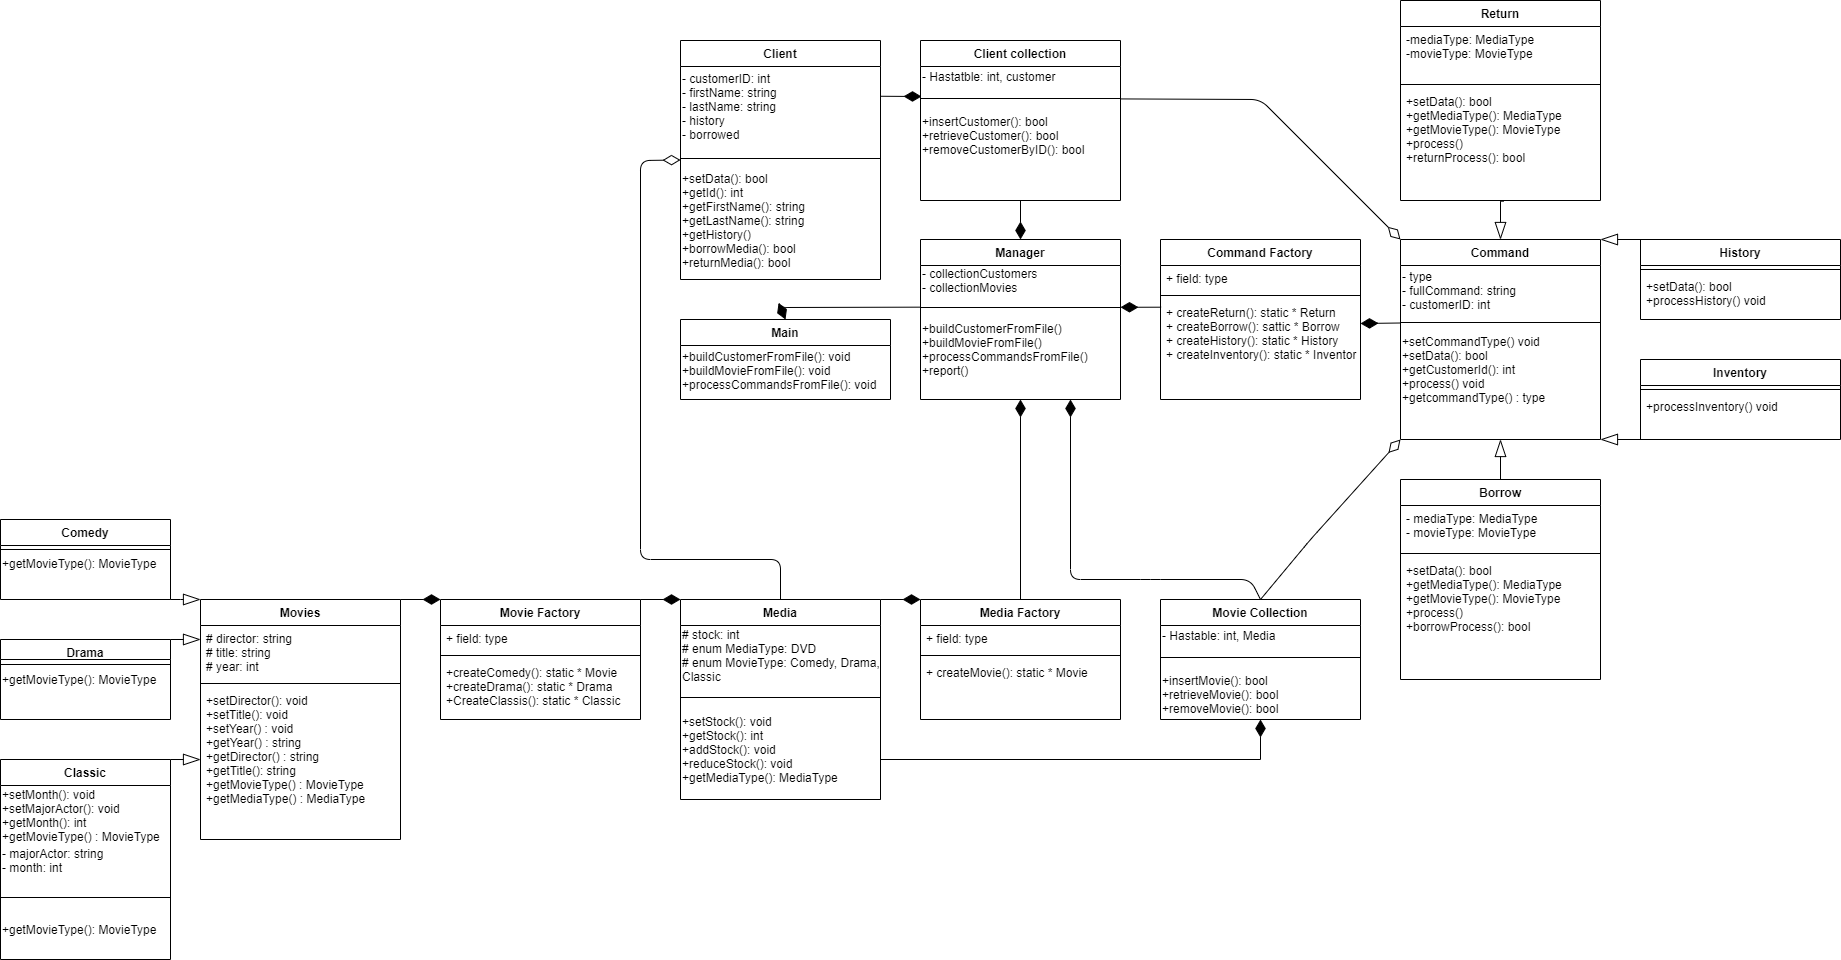 Return
-mediaType: MediaType
-movieType: MovieType
+setData(): bool
+getMediaType(): MediaType
+getMovieType(): MovieType
+process()
+returnProcess(): bool
Client
- customerID: int
- firstName: string
- lastName: string
- history
- borrowed
+setData(): bool
+getId(): int
+getFirstName(): string
+getLastName(): string
+getHistory()
+borrowMedia(): bool
+returnMedia(): bool
Client collection
- Hastatble: int, customer
+insertCustomer(): bool
+retrieveCustomer(): bool
+removeCustomerByID(): bool
Manager
- collectionCustomers
- collectionMovies
+buildCustomerFromFile()
+buildMovieFromFile()
+processCommandsFromFile()
+report()
Command Factory
+ field: type
+ createReturn(): static * Return
+ createBorrow(): sattic * Borrow
+ createHistory(): static * History
+ createInventory(): static * Inventor
Command
- type
- fullCommand: string
- customerID: int
+setCommandType() void
+setData(): bool
+getCustomerId(): int
+process() void
+getcommandType() : type
History
+setData(): bool
+processHistory() void
Main
+buildCustomerFromFile(): void
+buildMovieFromFile(): void
+processCommandsFromFile(): void
Inventory
+processInventory() void
Borrow
- mediaType: MediaType
- movieType: MovieType
+setData(): bool
+getMediaType(): MediaType
+getMovieType(): MovieType
+process()
+borrowProcess(): bool
Comedy
+getMovieType(): MovieType
Drama
+getMovieType(): MovieType
Classic
+setMonth(): void
+setMajorActor(): void
+getMonth(): int
+getMovieType() : MovieType
- majorActor: string
- month: int
+getMovieType(): MovieType
Movies
# director: string
# title: string
# year: int
+setDirector(): void
+setTitle(): void
+setYear() : void
+getYear() : string
+getDirector() : string
+getTitle(): string
+getMovieType() : MovieType
+getMediaType() : MediaType
Movie Factory
+ field: type
+createComedy(): static * Movie
+createDrama(): static * Drama
+CreateClassis(): static * Classic
Media
# stock: int
# enum MediaType: DVD
# enum MovieType: Comedy, Drama,
Classic
+setStock(): void
+getStock(): int
+addStock(): void
+reduceStock(): void
+getMediaType(): MediaType
Media Factory
+ field: type
+ createMovie(): static * Movie
Movie Collection
- Hastable: int, Media
+insertMovie(): bool
+retrieveMovie(): bool
+removeMovie(): bool